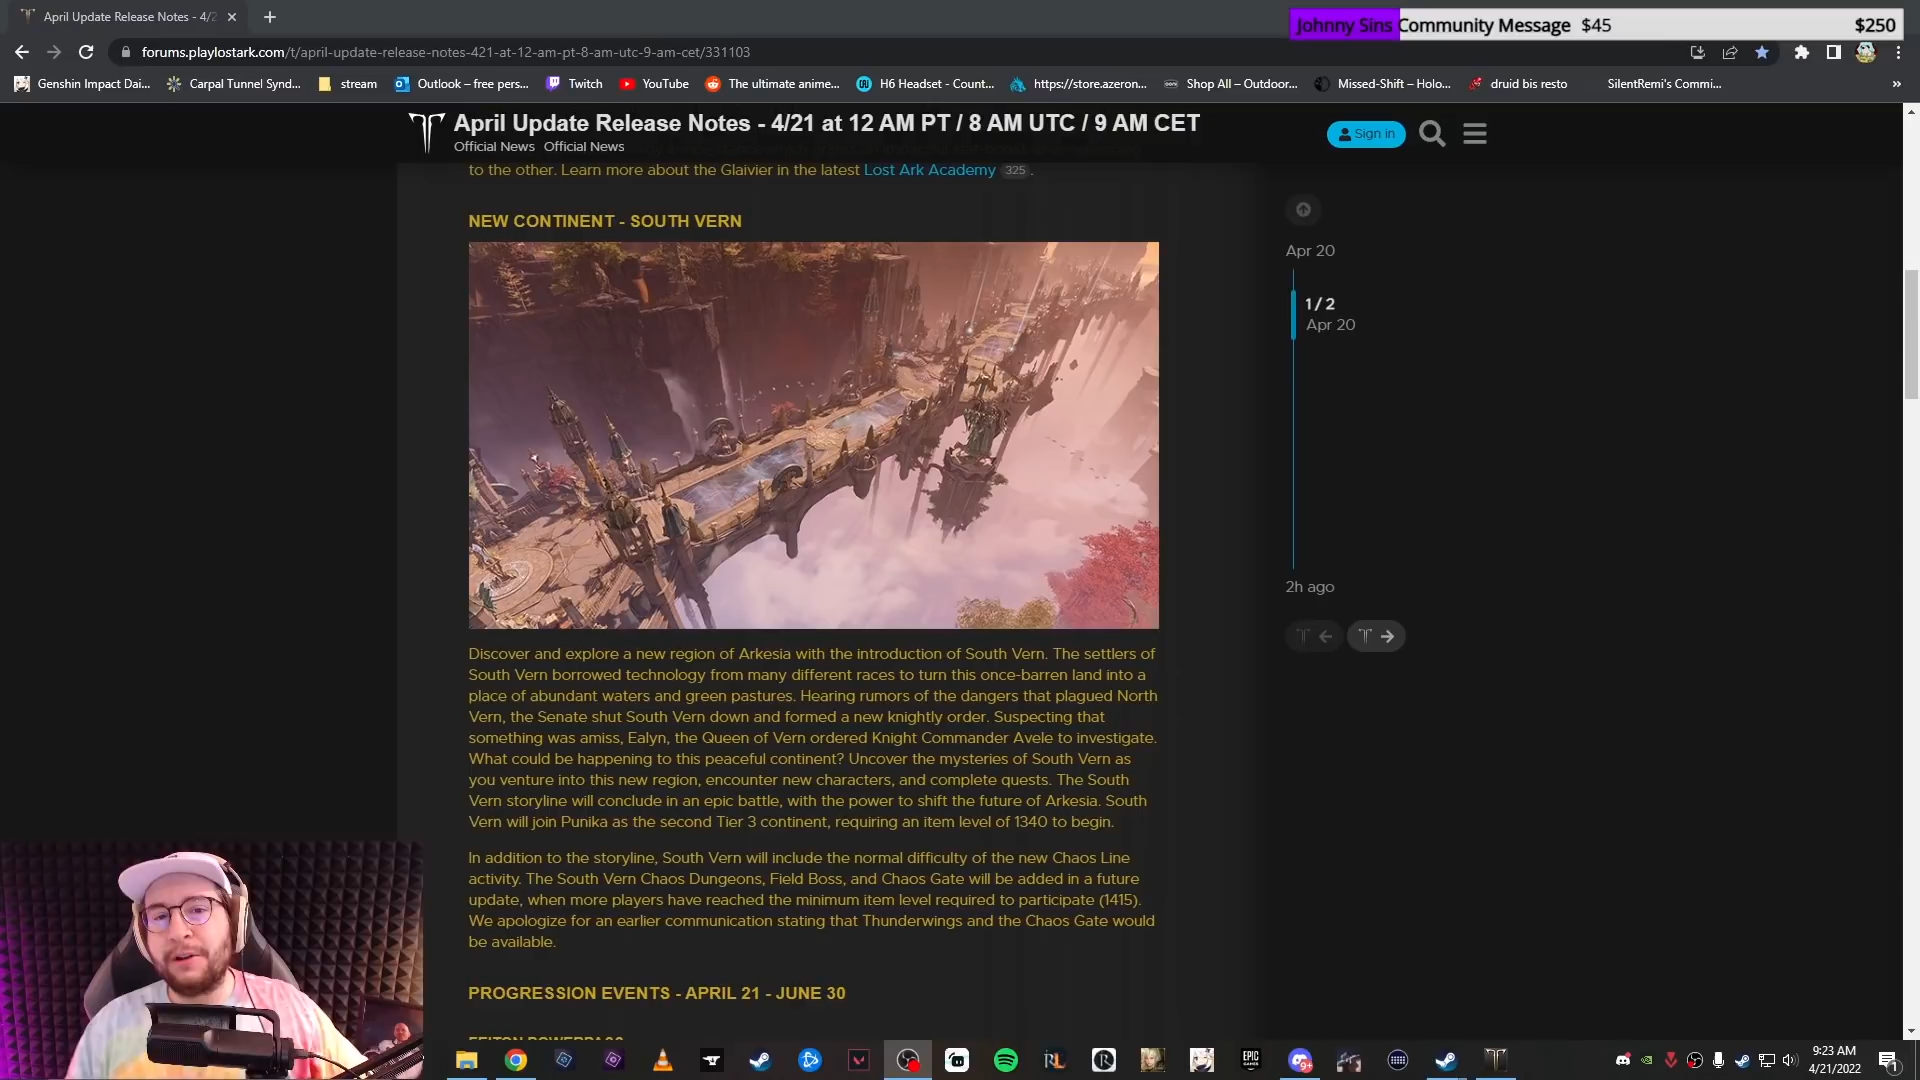 April Update Release Notes - 4/2
Johnny Sins Community Message $45 $250
forums.playlostark.com/t/april-update-release-notes-421-at-12-am-pt-8-am-utc-9-am-cet/331103
Genshin Impact Dai... Carpal Tunnel Synd... stream Outlook – free pers... Twitch YouTube The ultimate anime... H6 Headset - Count... https://store.azeron... Shop All – Outdoor... Missed-Shift – Holo... druid bis resto SilentRemi's Commi... »
April Update Release Notes - 4/21 at 12 AM PT / 8 AM UTC / 9 AM CET
Official News Official News
Sign in
to the other. Learn more about the Glaivier in the latest Lost Ark Academy 325 .
NEW CONTINENT - SOUTH VERN
Apr 20
1 / 2
Apr 20
2h ago
Discover and explore a new region of Arkesia with the introduction of South Vern. The settlers of
South Vern borrowed technology from many different races to turn this once-barren land into a
place of abundant waters and green pastures. Hearing rumors of the dangers that plagued North
Vern, the Senate shut South Vern down and formed a new knightly order. Suspecting that
something was amiss, Ealyn, the Queen of Vern ordered Knight Commander Avele to investigate.
What could be happening to this peaceful continent? Uncover the mysteries of South Vern as
you venture into this new region, encounter new characters, and complete quests. The South
Vern storyline will conclude in an epic battle, with the power to shift the future of Arkesia. South
Vern will join Punika as the second Tier 3 continent, requiring an item level of 1340 to begin.
In addition to the storyline, South Vern will include the normal difficulty of the new Chaos Line
activity. The South Vern Chaos Dungeons, Field Boss, and Chaos Gate will be added in a future
update, when more players have reached the minimum item level required to participate (1415).
We apologize for an earlier communication stating that Thunderwings and the Chaos Gate would
be available.
PROGRESSION EVENTS - APRIL 21 - JUNE 30
FEITON POWERPASS
EPIC
GAMES
9+
9:23 AM
4/21/2022
1